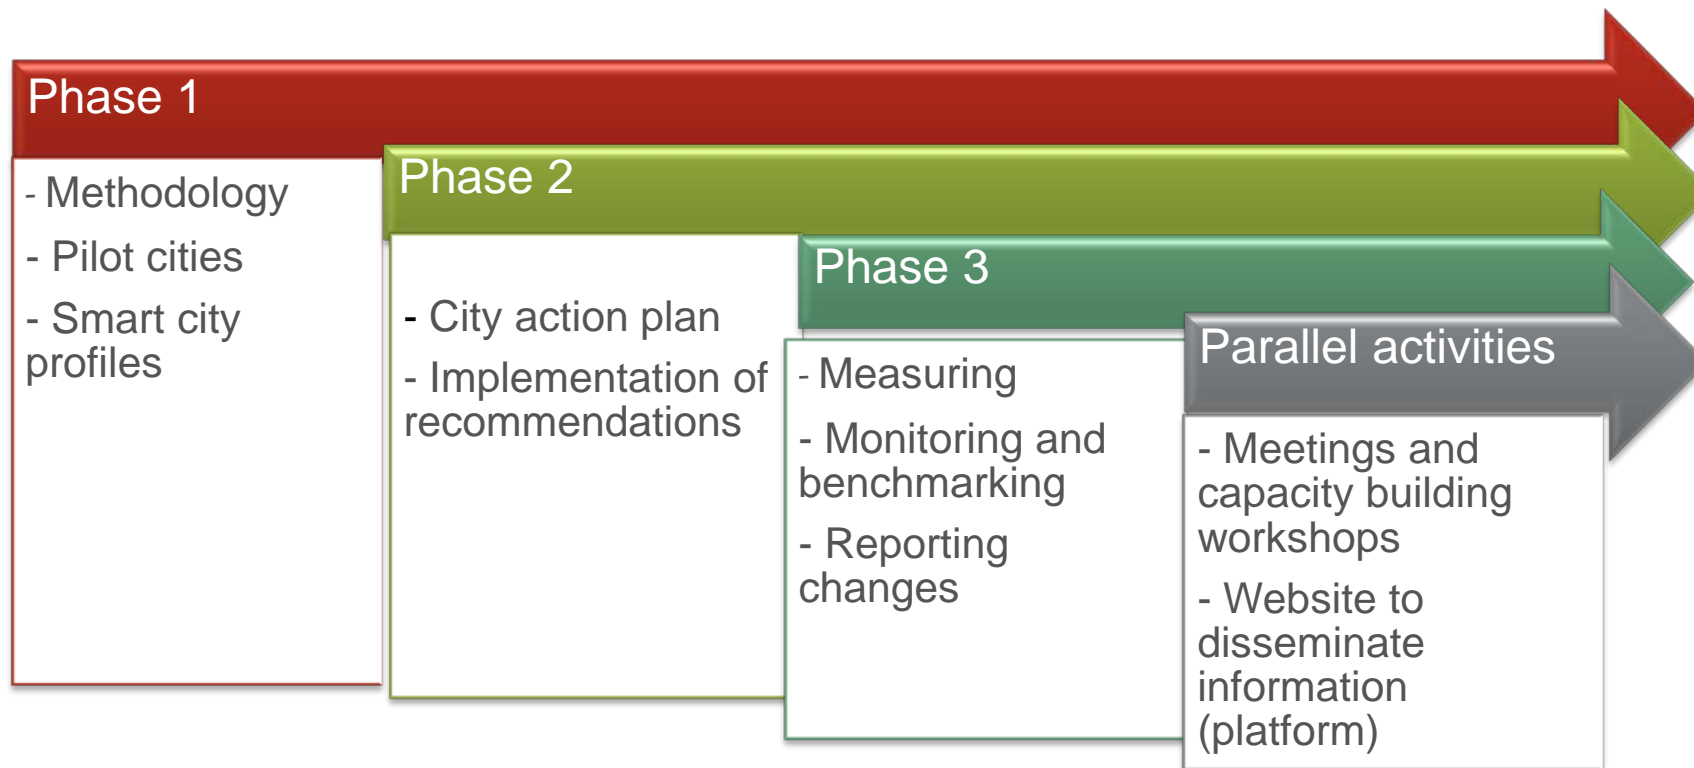 Phase 1
- Methodology
- Pilot cities
- Smart city
profiles
Phase 2
- City action plan
- Implementation of
recommendations
Phase 3
- Measuring
- Monitoring and
benchmarking
- Reporting
changes
Parallel activities
- Meetings and
capacity building
workshops
- Website to
disseminate
information
(platform)